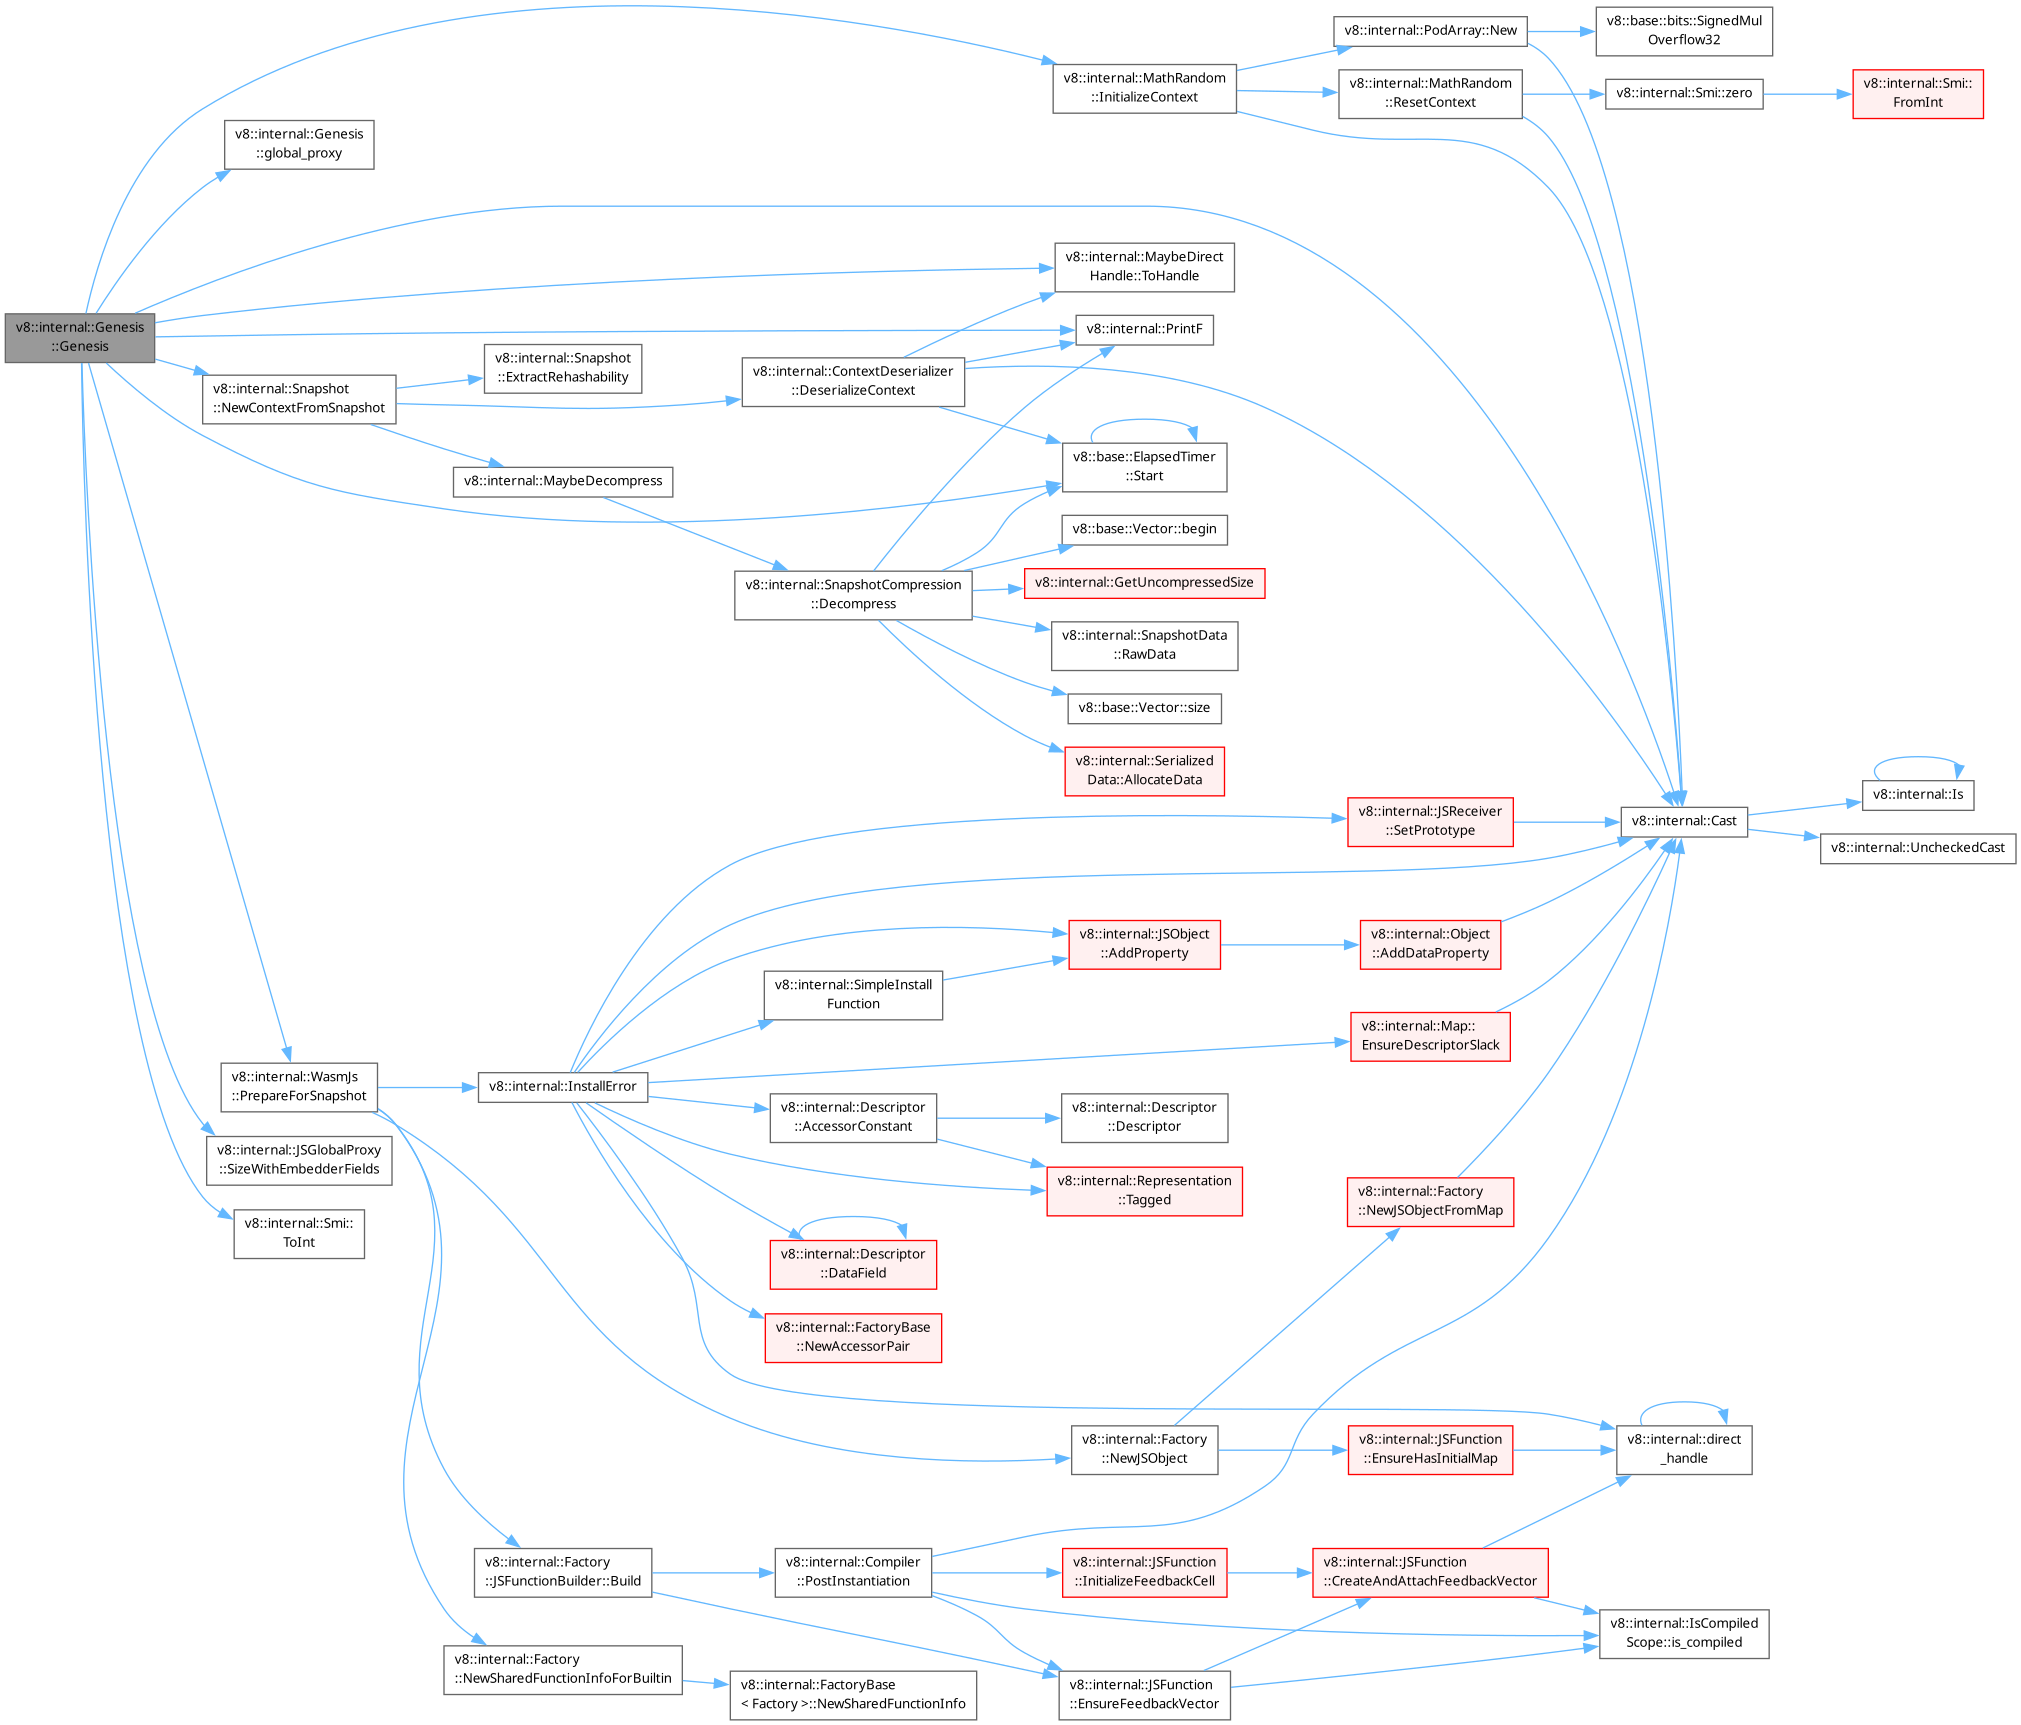 v8::internal::Genesis
::Genesis
v8::internal::MathRandom
::InitializeContext
v8::internal::PodArray::New
v8::base::bits::SignedMul
Overflow32
v8::internal::MathRandom
::ResetContext
v8::internal::Smi::zero
v8::internal::Smi::
FromInt
v8::internal::Genesis
::global_proxy
v8::internal::MaybeDirect
Handle::ToHandle
v8::internal::PrintF
v8::internal::Snapshot
::NewContextFromSnapshot
v8::internal::Snapshot
::ExtractRehashability
v8::internal::ContextDeserializer
::DeserializeContext
v8::internal::MaybeDecompress
v8::base::ElapsedTimer
::Start
v8::base::Vector::begin
v8::internal::SnapshotCompression
::Decompress
v8::internal::GetUncompressedSize
v8::internal::SnapshotData
::RawData
v8::base::Vector::size
v8::internal::Serialized
Data::AllocateData
v8::internal::JSReceiver
::SetPrototype
v8::internal::Cast
v8::internal::Is
v8::internal::UncheckedCast
v8::internal::JSObject
::AddProperty
v8::internal::Object
::AddDataProperty
v8::internal::SimpleInstall
Function
v8::internal::Map::
EnsureDescriptorSlack
v8::internal::WasmJs
::PrepareForSnapshot
v8::internal::InstallError
v8::internal::Descriptor
::AccessorConstant
v8::internal::Descriptor
::Descriptor
v8::internal::JSGlobalProxy
::SizeWithEmbedderFields
v8::internal::Representation
::Tagged
v8::internal::Factory
::NewJSObjectFromMap
v8::internal::Smi::
ToInt
v8::internal::Descriptor
::DataField
v8::internal::FactoryBase
::NewAccessorPair
v8::internal::Factory
::NewJSObject
v8::internal::JSFunction
::EnsureHasInitialMap
v8::internal::direct
_handle
v8::internal::Factory
::JSFunctionBuilder::Build
v8::internal::Compiler
::PostInstantiation
v8::internal::JSFunction
::InitializeFeedbackCell
v8::internal::JSFunction
::CreateAndAttachFeedbackVector
v8::internal::IsCompiled
Scope::is_compiled
v8::internal::Factory
::NewSharedFunctionInfoForBuiltin
v8::internal::FactoryBase
< Factory >::NewSharedFunctionInfo
v8::internal::JSFunction
::EnsureFeedbackVector